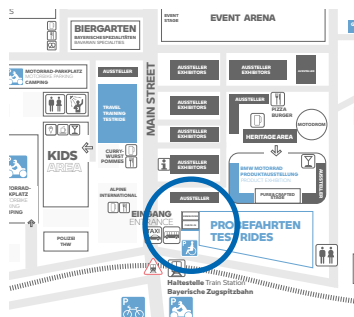 S
EVENT
STAGE
EVENT ARENA
BIERGARTEN
BAYERISCHE SPEZIALITÄTEN
BAVARIAN SPECIALITIES
MOTORRAD-PARKPLATZ
MOTORBIKE PARKING
CAMPING
AUSSTELLER
MAIN STREET
AUSSTELLER
EXHIBITORS
AUSSTELLER
EXHIBITORS
TRAVEL
TRAINING
TESTRIDE
AUSSTELLER
EXHIBITORS
AUSSTELLER
PIZZA
BURGER
MOTODROM
AUSSTELLER
EXHIBITORS
HERITAGE AREA
KIDS
AREA
CURRY-
WURST
POMMES
i
AUSSTELLER
EXHIBITORS
BMW MOTORRAD
PRODUKTAUSSTELLUNG
PRODUCT EXHIBITION
AUSSTELLER
MOTORRAD-
PARKPLATZ
ALPINE
INTERNATIONAL
AUSSTELLER
PURE&CRAFTED
STAGE
EINGANG
ENTRANCE
TAXI
PROBEFAHRTEN
TESTRIDES
POLIZEI
THW
Haltestelle Train Station
Bayerische Zugspitzbahn
P
P